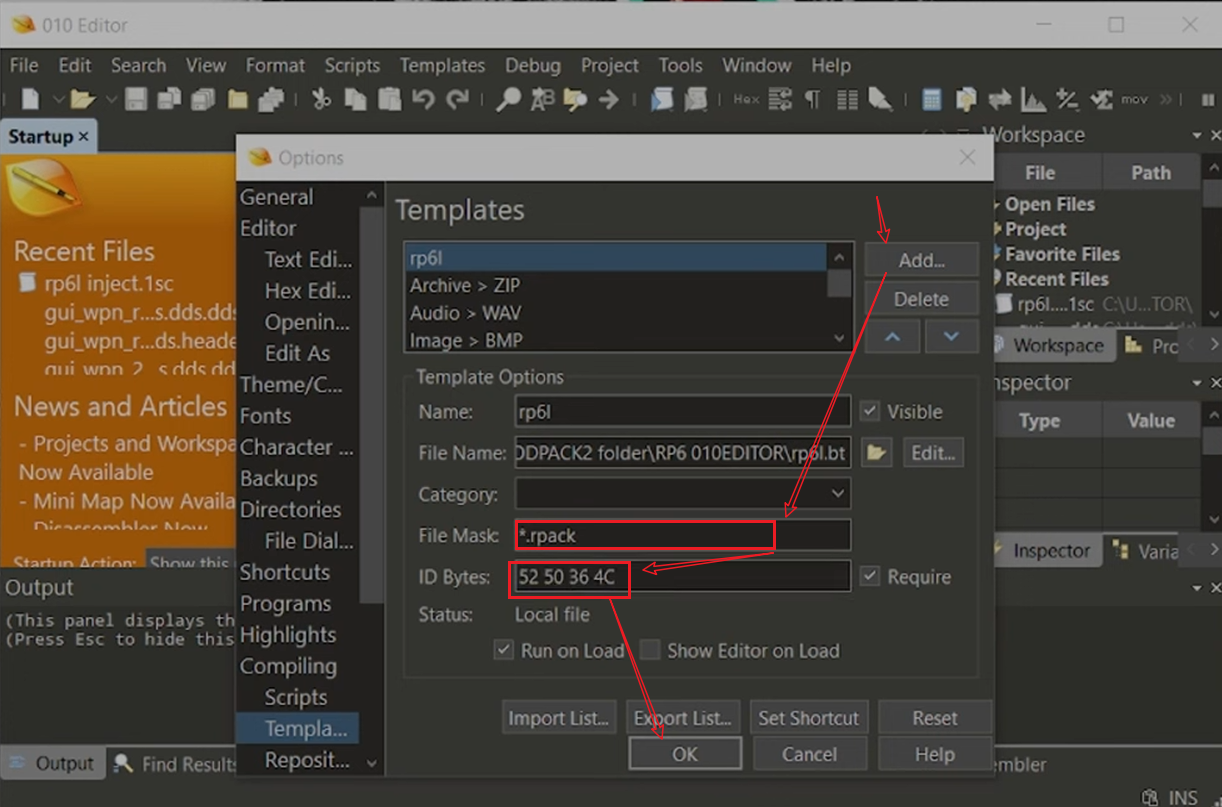 010 Editor
File Edit Search View Format Scripts Templates Debug Project Tools Window Help
Hex
mov
»
Startup ×
Recent Files
rp6l inject.1sc
gui_wpn_r...s.dds.dds
gui_wpn_r...ds.heade
gui_wpn_2...s.dds.dd
News and Articles
- Projects and Workspa
Now Available
- Mini Map Now Availa
Disassembler Now
Startup Action: Show this
Output
(This panel displays th
(Press Esc to hide this
Output
Find Results
Options
General
Editor
Text Edi...
Hex Edi...
Openin...
Edit As
Theme/C...
Fonts
Character ...
Backups
Directories
File Dial...
Shortcuts
Programs
Highlights
Compiling
Scripts
Templa...
Reposit...
Templates
rp6l
Archive > ZIP
Audio > WAV
Image > BMP
Add...
Delete
Template Options
Name: rp6l
Visible
File Name: DDPACK2 folder\RP6 010EDITOR\rp6l.bt
Edit...
Category:
File Mask: *.rpack
ID Bytes: 52 50 36 4C
Require
Status: Local file
Run on Load
Show Editor on Load
Import List... Export List... Set Shortcut Reset
OK Cancel Help
Workspace
File Path
Open Files
Project
Favorite Files
Recent Files
rp6l....1sc C:\U...TOR\
Workspace
Pro
nspector
Type Value
Inspector
Varia
mbler
INS